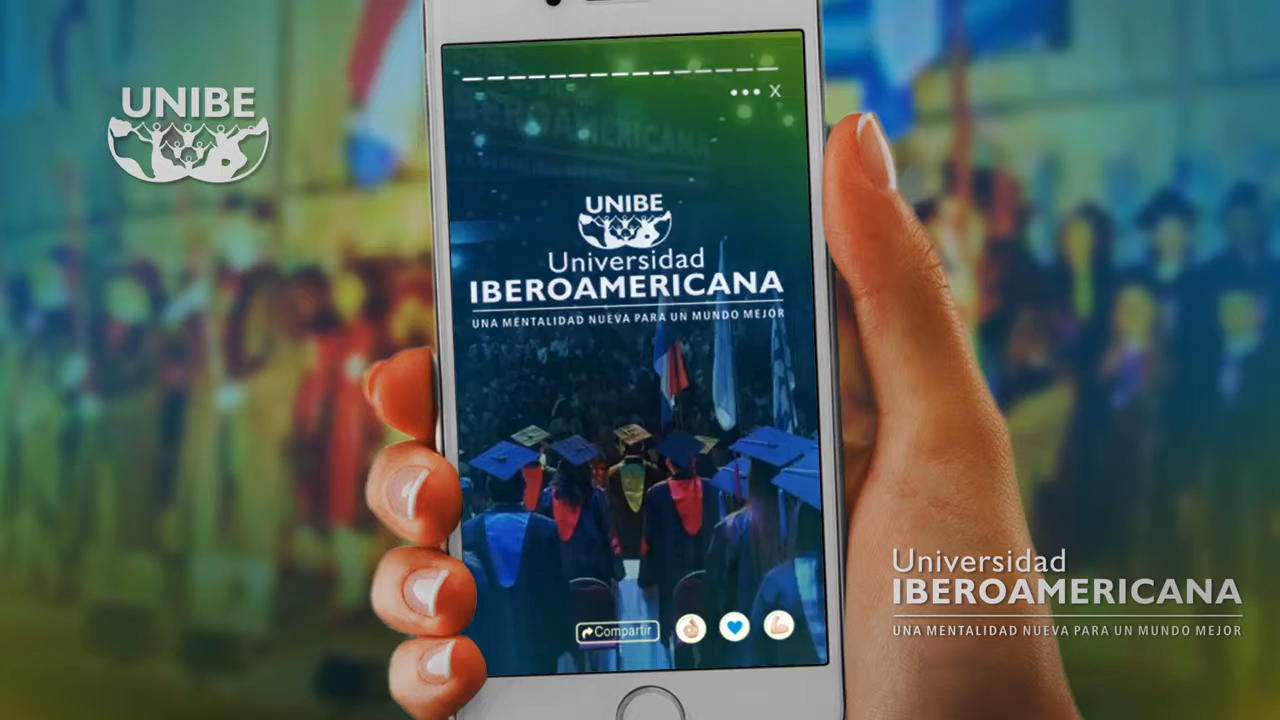 UNIBE
X
IBEROAMERICANA
UNIBE
Universidad
IBEROAMERICANA
UNA MENTALIDAD NUEVA PARA UN MUNDO MEJOR
Compartir
Universidad
IBEROAMERICANA
UNA MENTALIDAD NUEVA PARA UN MUNDO MEJOR